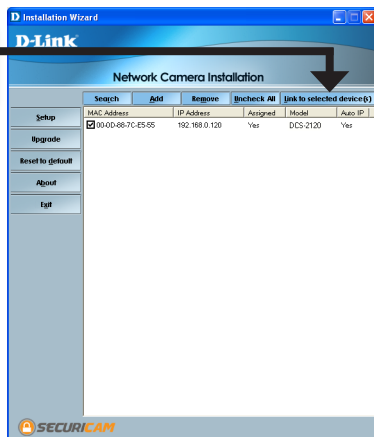 D Installation Wizard
D-Link
Network Camera Installation
Search Add Remove Uncheck All Link to selected device(s)
MAC Address IP Address Assigned Model Auto IP
00-0D-88-7C-E5-55 192.168.0.120 Yes DCS-2120 Yes
Setup
Upgrade
Reset to default
About
Exit
SECURICAM